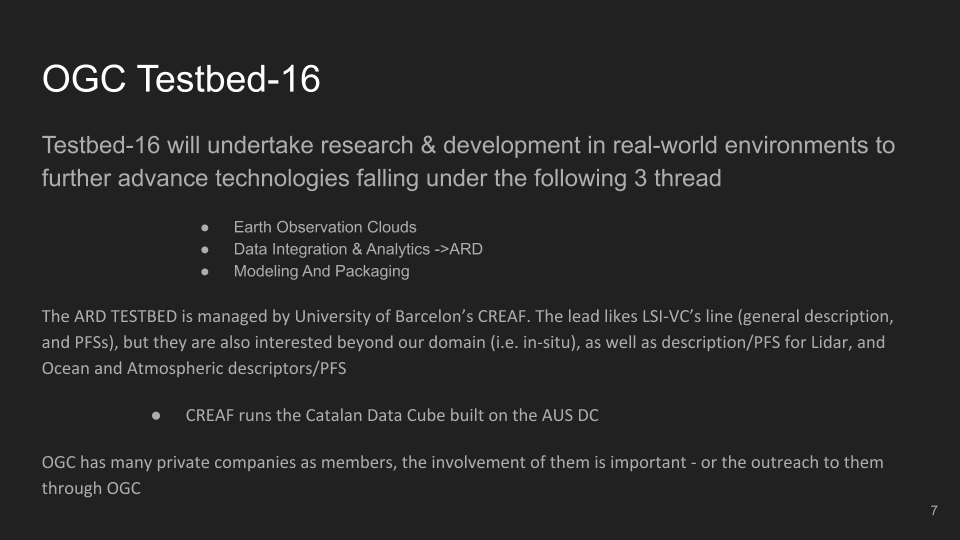 OGC Testbed-16
Testbed-16 will undertake research & development in real-world environments to
further advance technologies falling under the following 3 thread
● Earth Observation Clouds
● Data Integration & Analytics ->ARD
● Modeling And Packaging
The ARD TESTBED is managed by University of Barcelon’s CREAF. The lead likes LSI-VC’s line (general description,
and PFSs), but they are also interested beyond our domain (i.e. in-situ), as well as description/PFS for Lidar, and
Ocean and Atmospheric descriptors/PFS
● CREAF runs the Catalan Data Cube built on the AUS DC
OGC has many private companies as members, the involvement of them is important - or the outreach to them
through OGC
7